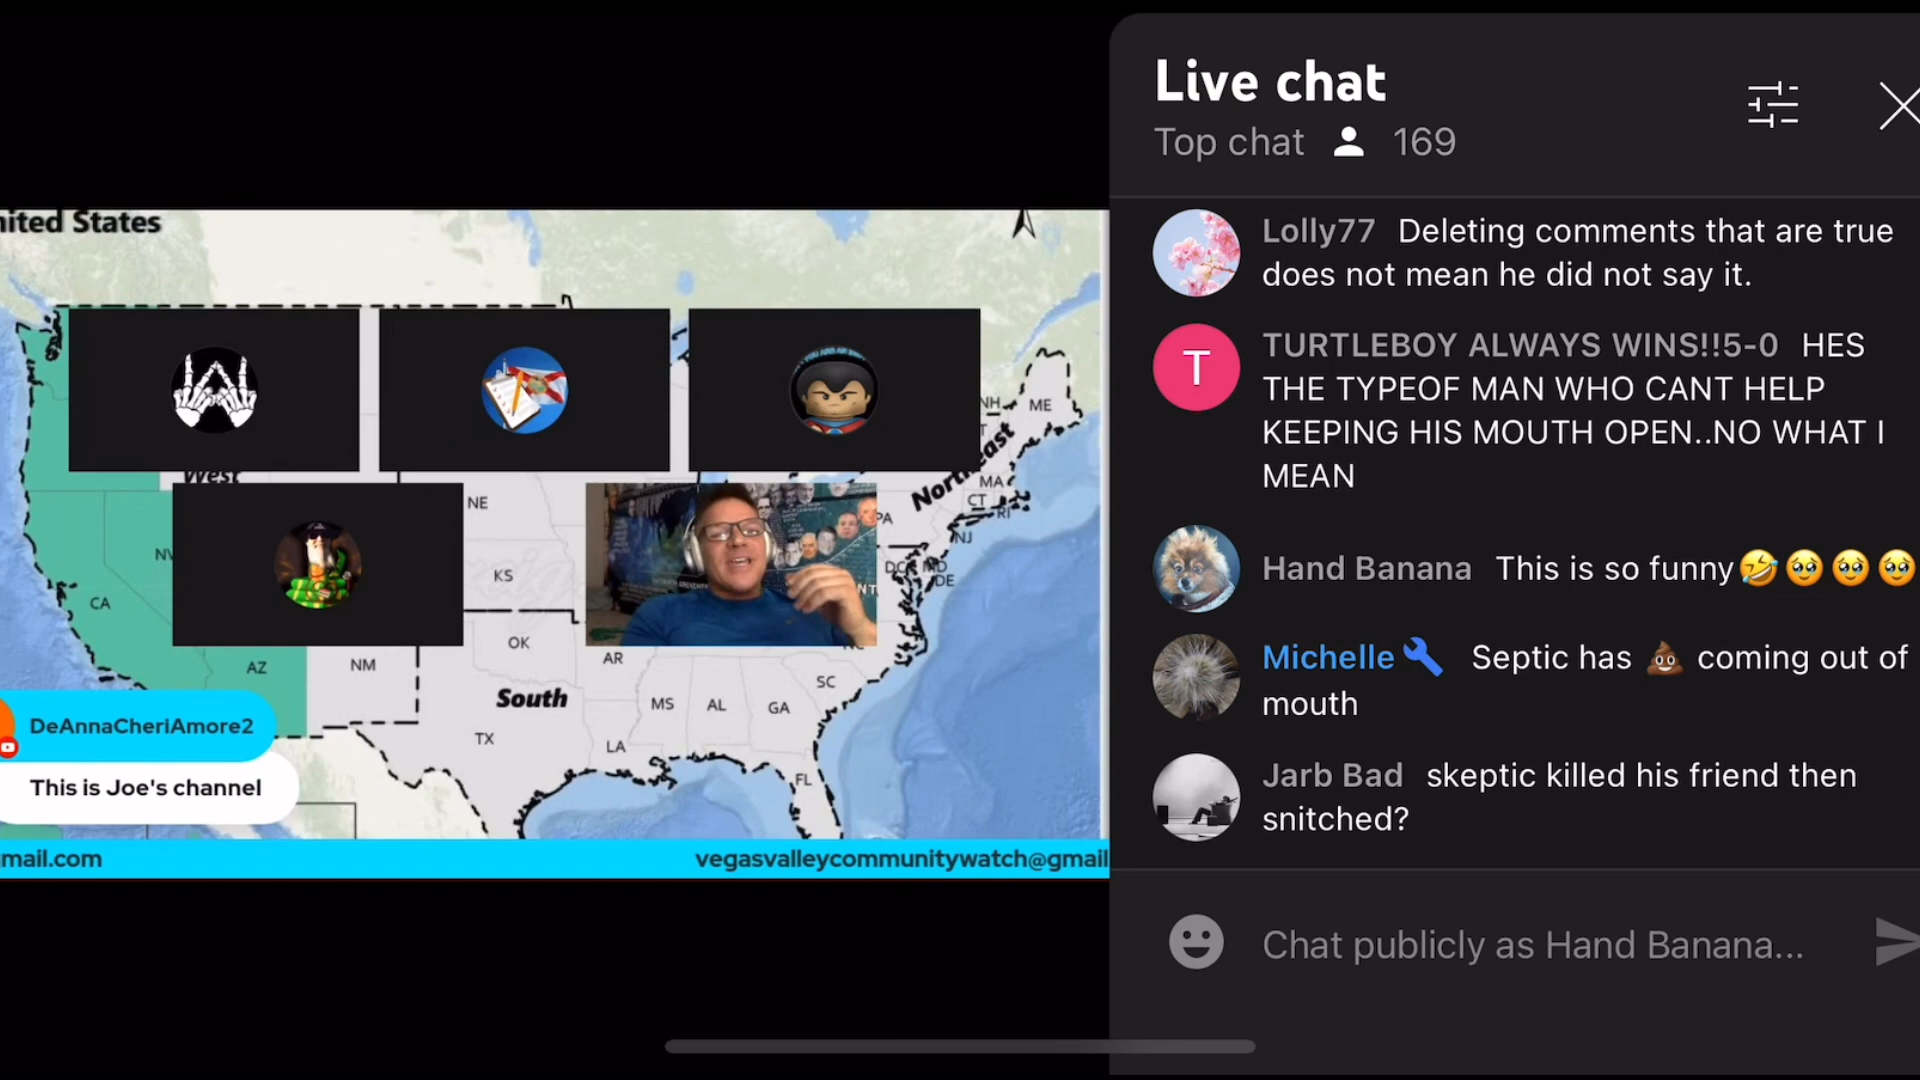 nited States
West
NE
NH
ME
Northeast
MA
CT
RI
PA
NJ
NV
CA
KS
DC
MD
DE
AZ
NM
OK
AR
NC
SC
South
MS
AL
GA
TX
LA
FL
DeAnnaCheriAmore2
This is Joe's channel
mail.com
vegasvalleycommunitywatch@gmail
Live chat
Top chat 169
Lolly77 Deleting comments that are true
does not mean he did not say it.
T
TURTLEBOY ALWAYS WINS!!5-0 HES
THE TYPEOF MAN WHO CANT HELP
KEEPING HIS MOUTH OPEN..NO WHAT I
MEAN
Hand Banana This is so funny🤣🥹🥹🥹
Michelle Septic has 💩 coming out of
mouth
Jarb Bad skeptic killed his friend then
snitched?
Chat publicly as Hand Banana...